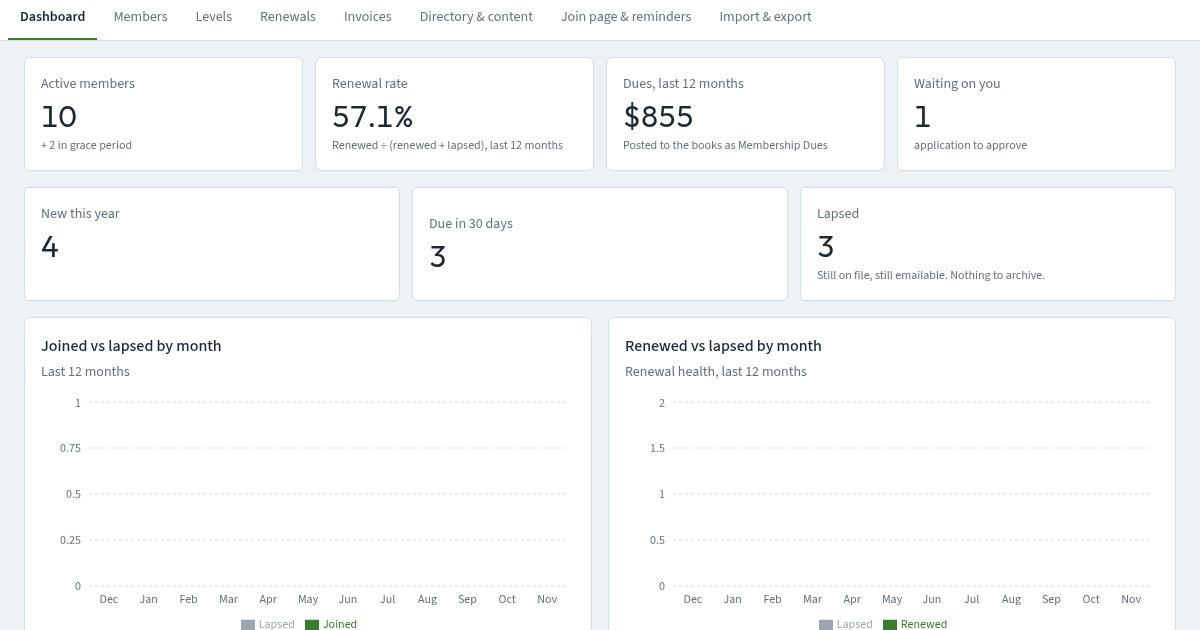 Dashboard Members Levels Renewals Invoices Directory & content Join page & reminders Import & export
Active members
10
+ 2 in grace period
Renewal rate
57.1%
Renewed ÷ (renewed + lapsed), last 12 months
Dues, last 12 months
$855
Posted to the books as Membership Dues
Waiting on you
1
application to approve
New this year
4
Due in 30 days
3
Lapsed
3
Still on file, still emailable. Nothing to archive.
Joined vs lapsed by month
Last 12 months
1
0.75
0.5
0.25
0
Dec Jan Feb Mar Apr May Jun Jul Aug Sep Oct Nov
Lapsed Joined
Renewed vs lapsed by month
Renewal health, last 12 months
2
1.5
1
0.5
0
Dec Jan Feb Mar Apr May Jun Jul Aug Sep Oct Nov
Lapsed Renewed